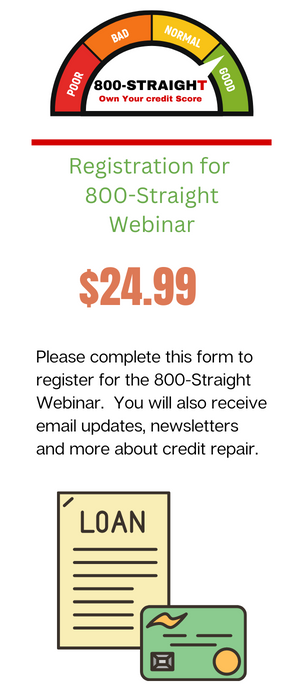 POOR
BAD
NORMAL
GOOD
800-STRAIGHT
Own Your credit Score
Registration for
800-Straight
Webinar
$24.99
Please complete this form to
register for the 800-Straight
Webinar.  You will also receive
email updates, newsletters
and more about credit repair.
LOAN